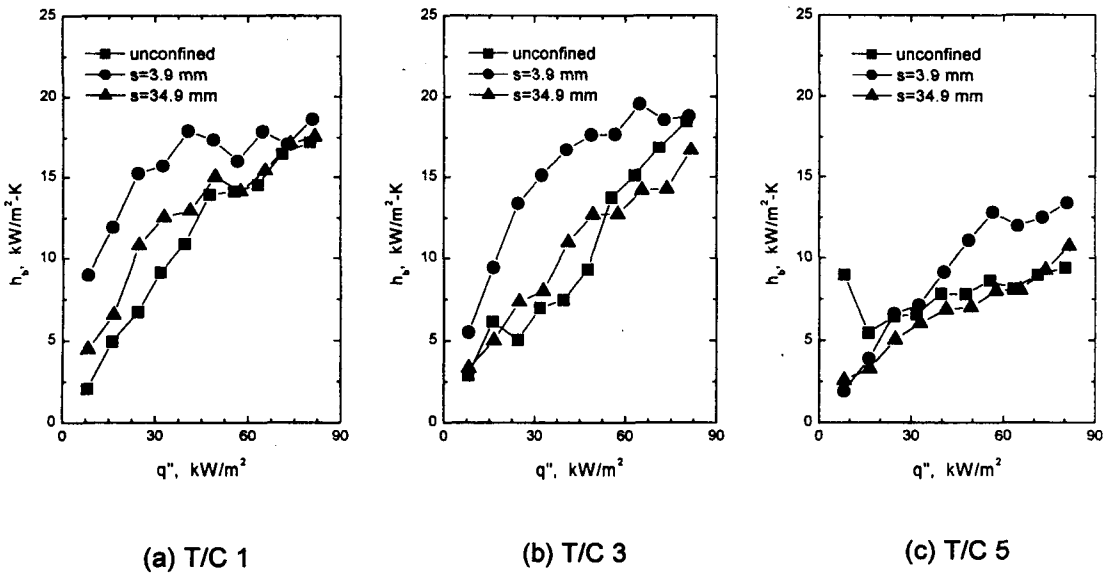 25
20
15
10
5
0
h_b, kW/m²-K
unconfined
s=3.9 mm
s=34.9 mm
0 30 60 90
q", kW/m²
(a) T/C 1
25
20
15
10
5
0
h_b, kW/m²-K
unconfined
s=3.9 mm
s=34.9 mm
0 30 60 90
q", kW/m²
(b) T/C 3
25
20
15
10
5
0
h_b, kW/m²-K
unconfined
s=3.9 mm
s=34.9 mm
0 30 60 90
q", kW/m²
(c) T/C 5